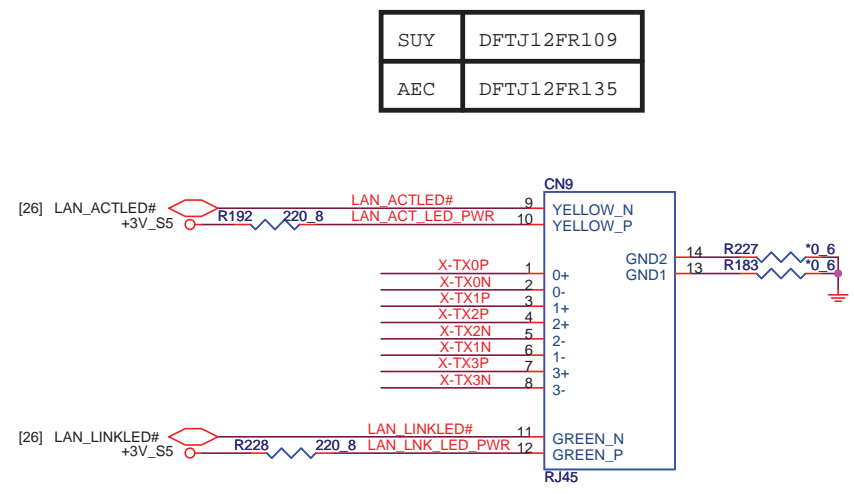 SUY DFTJ12FR109
AEC DFTJ12FR135
CN9
[26] LAN_ACTLED# LAN_ACTLED# 9 YELLOW_N
+3V_S5 R192 220_8 LAN_ACT_LED_PWR 10 YELLOW_P
GND2 14 R227 *0_6
GND1 13 R183 *0_6
X-TX0P 1 0+
X-TX0N 2 0-
X-TX1P 3 1+
X-TX2P 4 2+
X-TX2N 5 2-
X-TX1N 6 1-
X-TX3P 7 3+
X-TX3N 8 3-
[26] LAN_LINKLED# LAN_LINKLED# 11 GREEN_N
+3V_S5 R228 220_8 LAN_LNK_LED_PWR 12 GREEN_P
RJ45